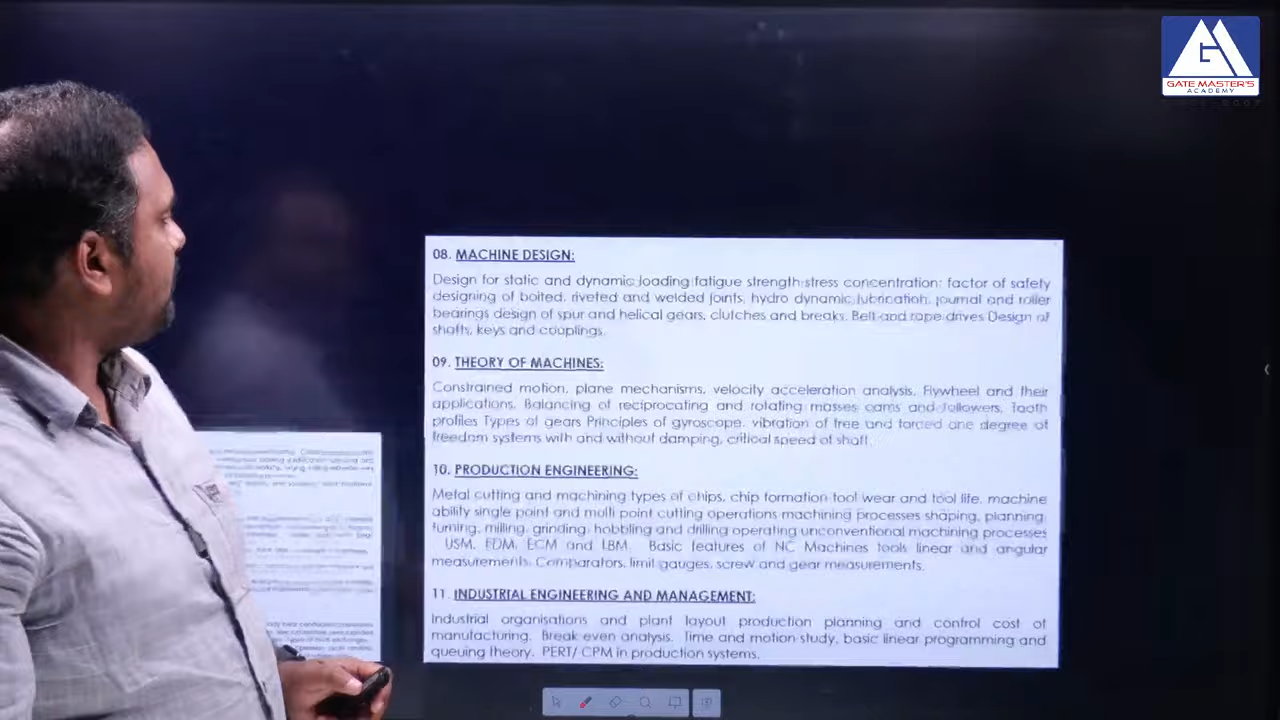 GATE MASTER'S
ACADEMY
08. MACHINE DESIGN:
Design for static and dynamic loading fatigue strength stress concentration: factor of safety
designing of bolted, riveted and welded joints, hydro dynamic lubrication, journal and roller
bearings design of spur and helical gears, clutches and breaks. Belt and rope drives Design of
shafts, keys and couplings.
09. THEORY OF MACHINES:
Constrained motion, plane mechanisms, velocity acceleration analysis. Flywheel and their
applications. Balancing of reciprocating and rotating masses cams and followers, Tooth
profiles Types of gears Principles of gyroscope, vibration of free and forced one degree of
freedom systems with and without damping, critical speed of shaft.
10. PRODUCTION ENGINEERING:
Metal cutting and machining types of chips, chip formation tool wear and tool life, machine
ability single point and multi point cutting operations machining processes shaping, planning,
turning, milling, grinding, hobbling and drilling operating unconventional machining processes
USM, EDM, ECM and LBM. Basic features of NC Machines tools linear and angular
measurements. Comparators, limit gauges, screw and gear measurements.
11. INDUSTRIAL ENGINEERING AND MANAGEMENT:
Industrial organisations and plant layout production planning and control cost of
manufacturing. Break even analysis. Time and motion study, basic linear programming and
queuing theory. PERT/ CPM in production systems.